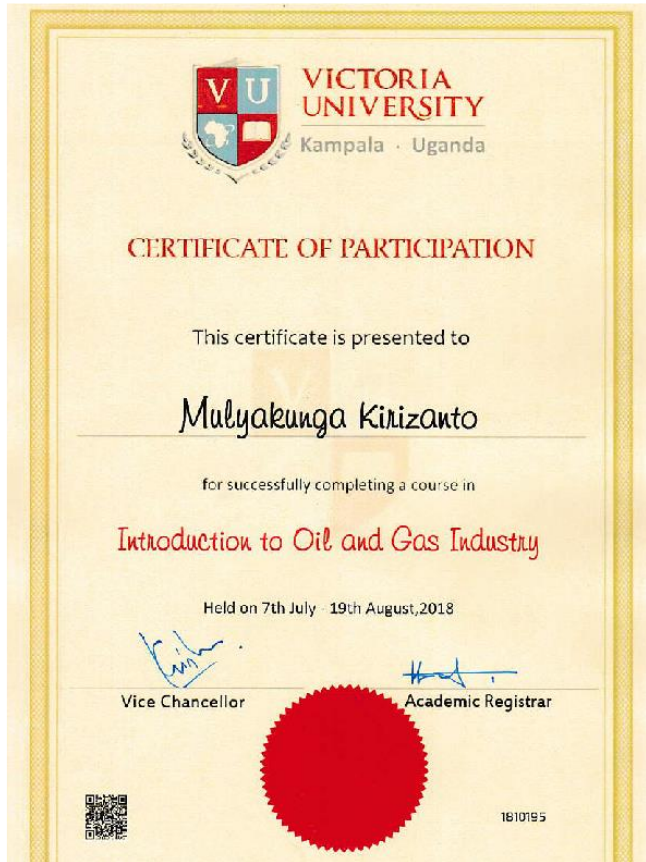 V U
VICTORIA
UNIVERSITY
Kampala · Uganda
CERTIFICATE OF PARTICIPATION
This certificate is presented to
Mulyakunga Kirizanto
for successfully completing a course in
Introduction to Oil and Gas Industry
Held on 7th July - 19th August,2018
Vice Chancellor
Academic Registrar
1810195